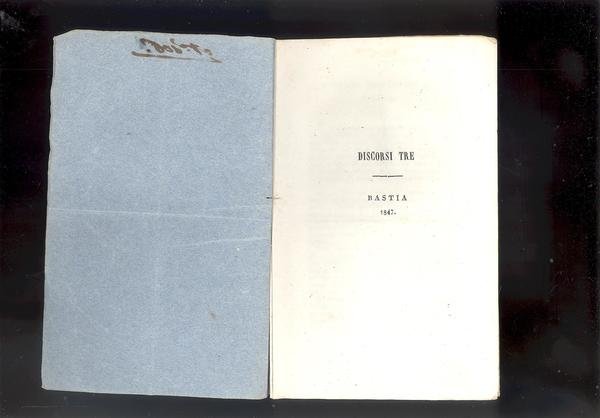 DISCORSI TRE
BASTIA
1847.